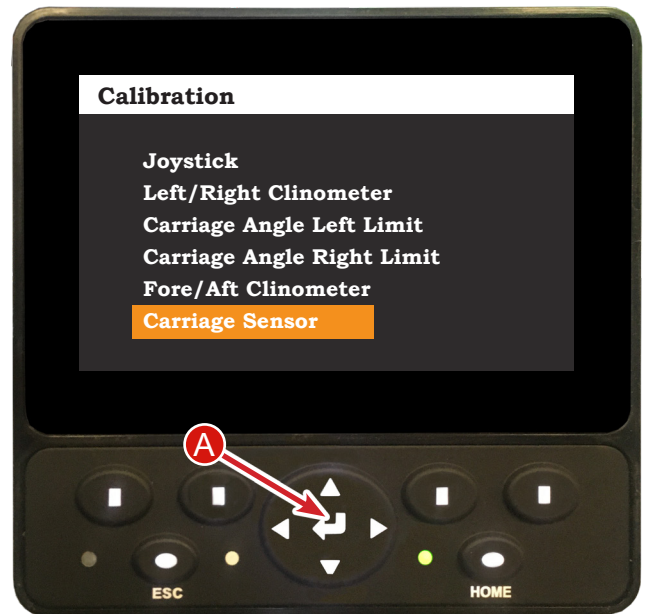 Calibration
Joystick
Left/Right Clinometer
Carriage Angle Left Limit
Carriage Angle Right Limit
Fore/Aft Clinometer
Carriage Sensor
A
ESC
HOME